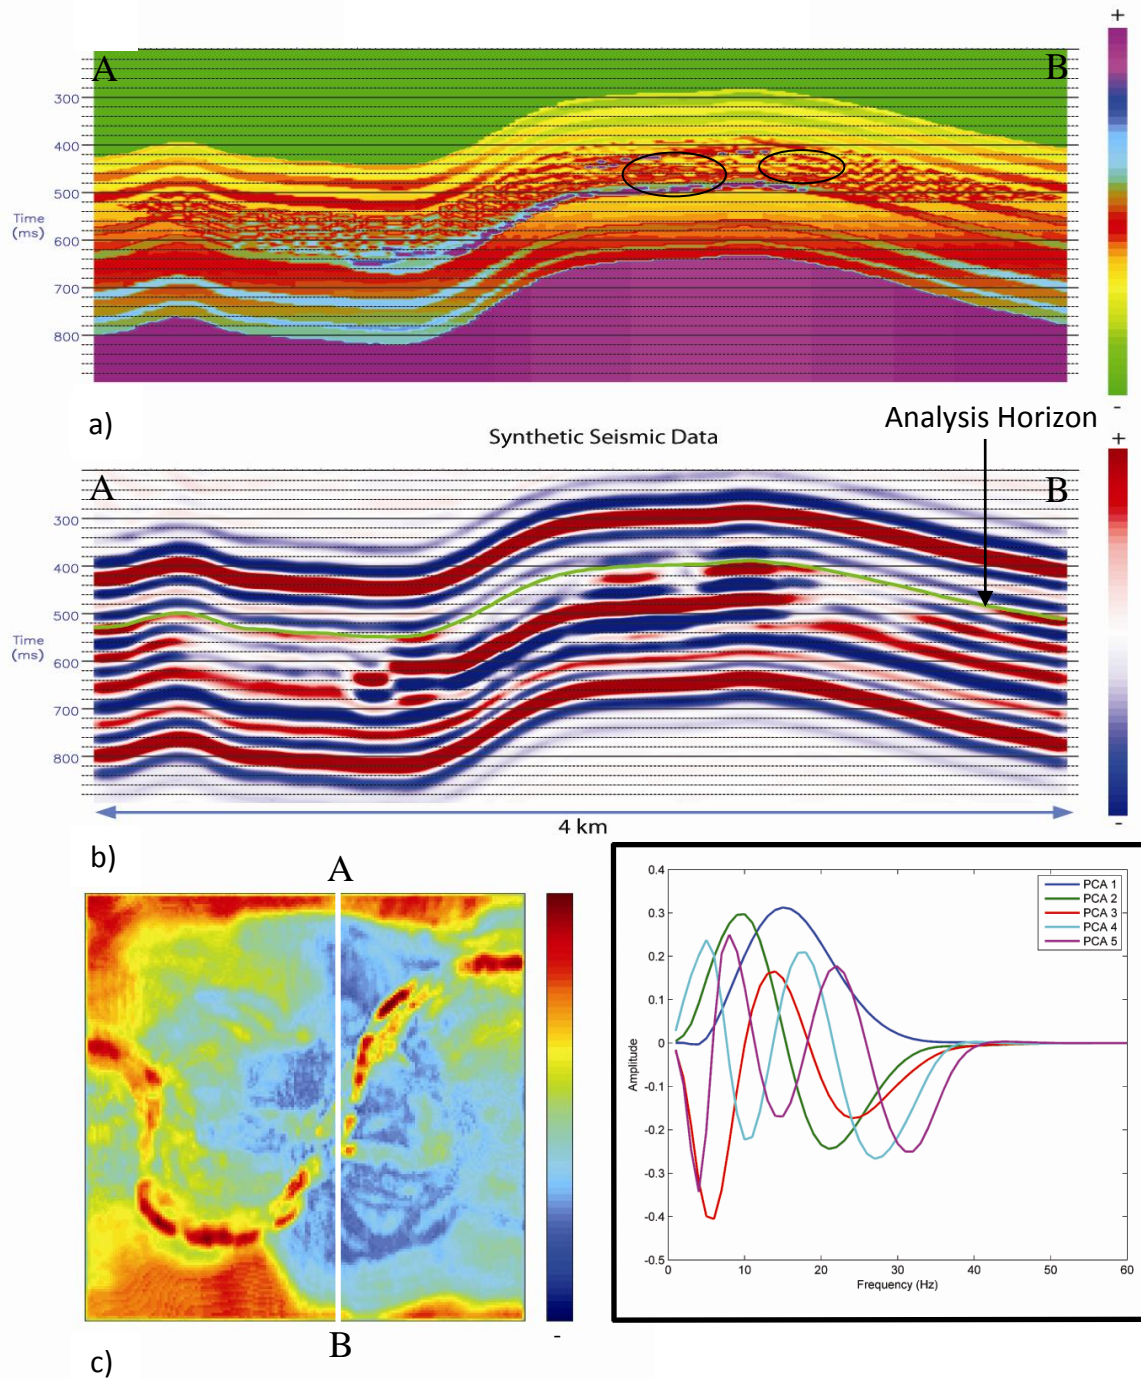 +
A
B
300
400
500
Time
(ms)
600
700
800
-
a)
Analysis Horizon
Synthetic Seismic Data
+
A
B
300
400
500
Time
(ms)
600
700
800
-
4 km
b)
A
-
B
c)
0.4
0.3
0.2
0.1
0
-0.1
-0.2
-0.3
-0.4
-0.5
Amplitude
PCA 1
PCA 2
PCA 3
PCA 4
PCA 5
0 10 20 30 40 50 60
Frequency (Hz)